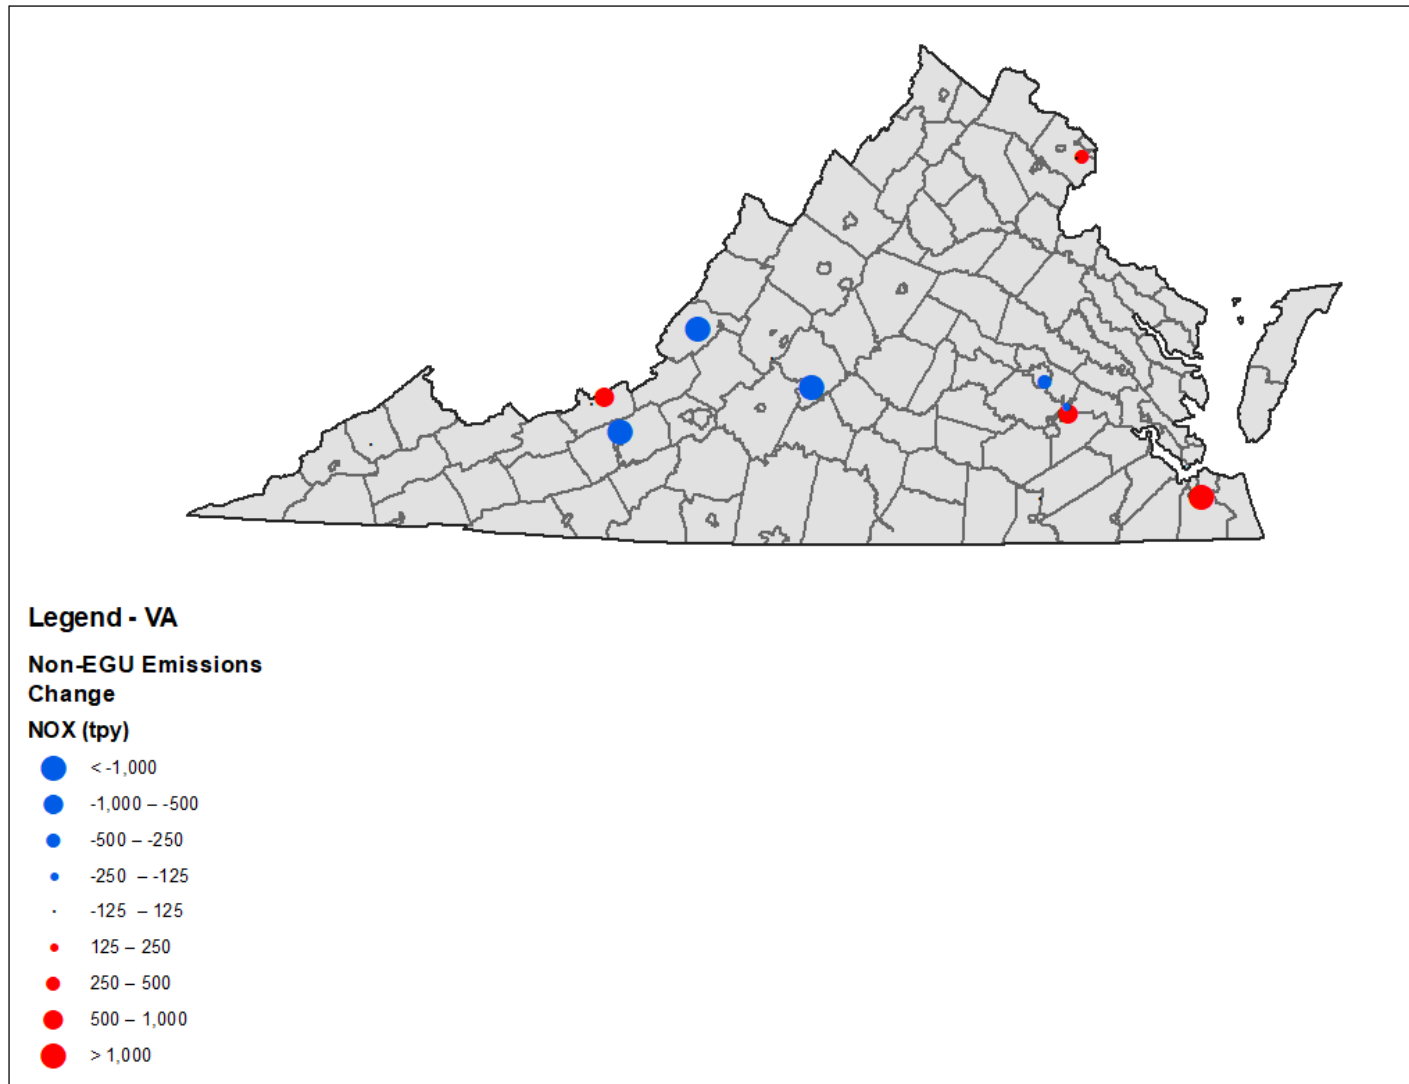 Legend - VA
Non-EGU Emissions
Change
NOX (tpy)
< -1,000
-1,000 – -500
-500 – -250
-250 – -125
-125 – 125
125 – 250
250 – 500
500 – 1,000
> 1,000